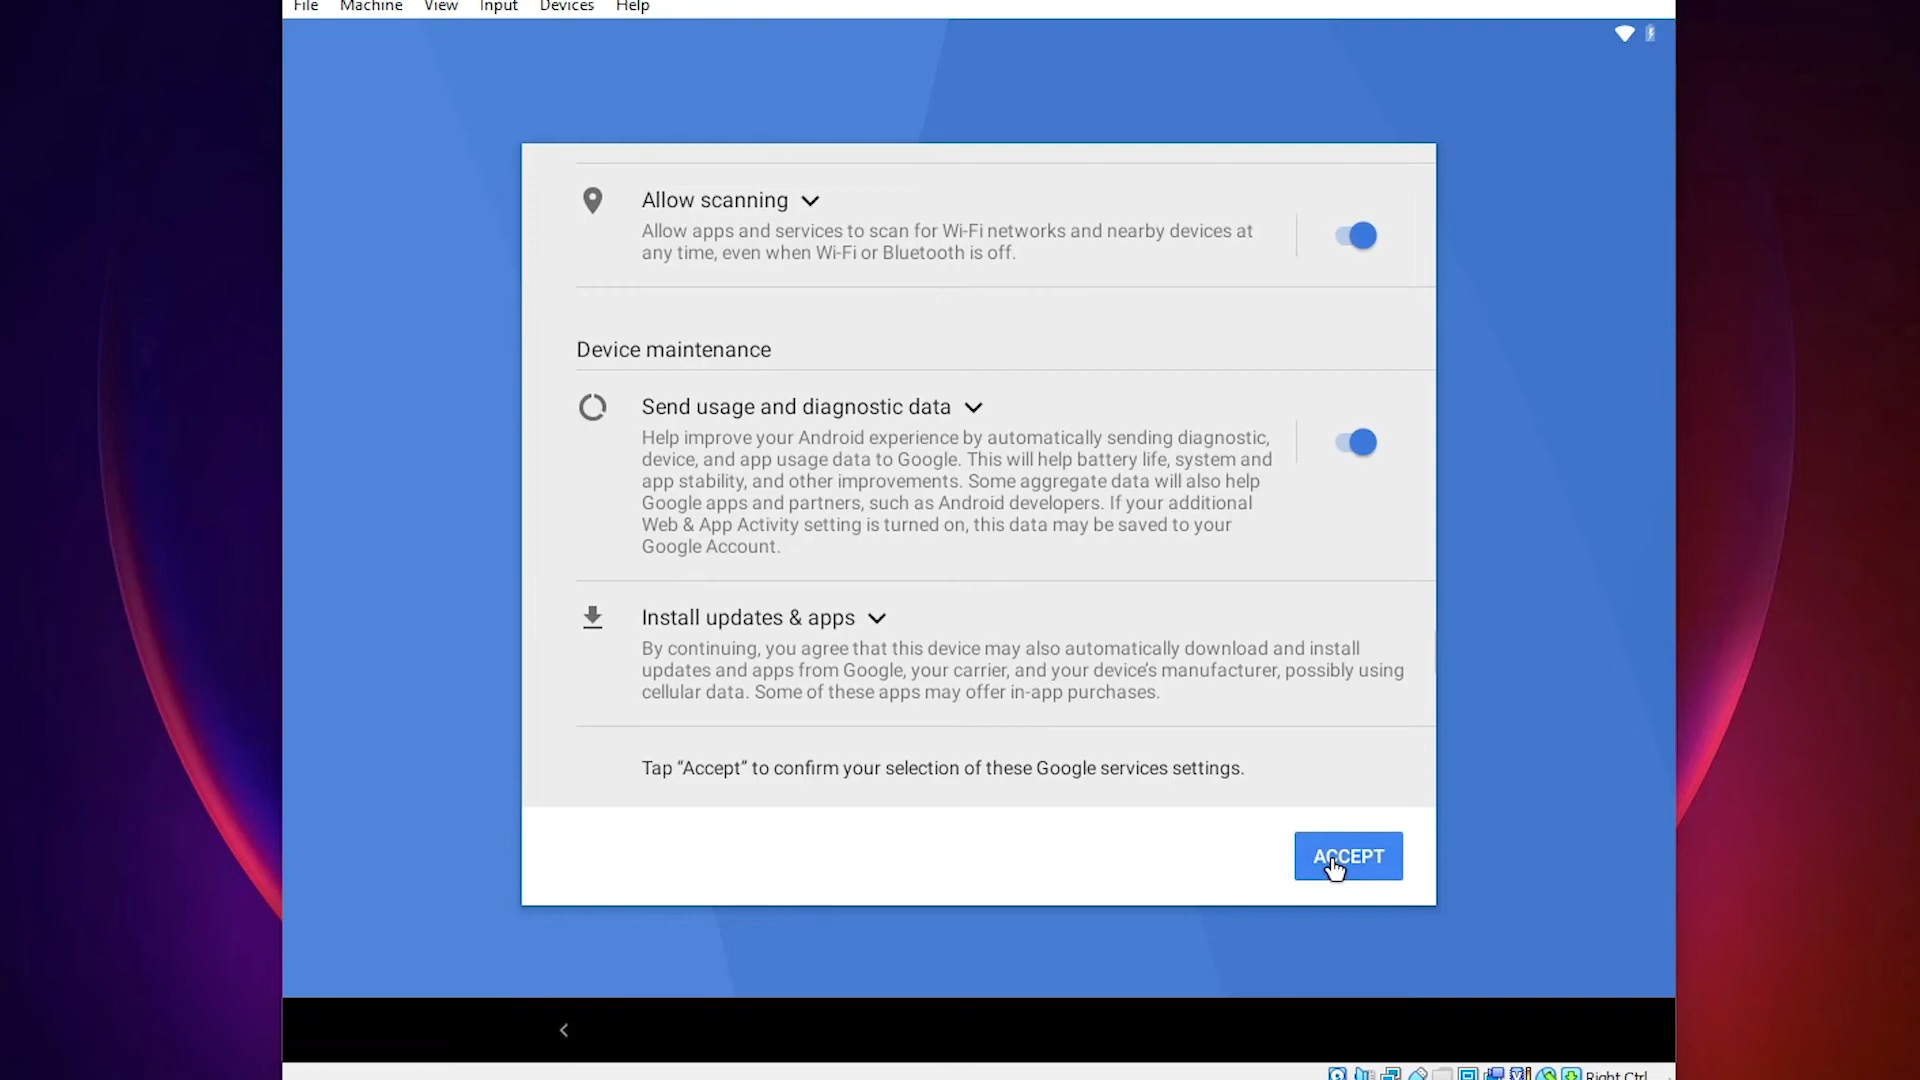 File Machine View Input Devices Help
Allow scanning
Allow apps and services to scan for Wi-Fi networks and nearby devices at
any time, even when Wi-Fi or Bluetooth is off.
Device maintenance
Send usage and diagnostic data
Help improve your Android experience by automatically sending diagnostic,
device, and app usage data to Google. This will help battery life, system and
app stability, and other improvements. Some aggregate data will also help
Google apps and partners, such as Android developers. If your additional
Web & App Activity setting is turned on, this data may be saved to your
Google Account.
Install updates & apps
By continuing, you agree that this device may also automatically download and install
updates and apps from Google, your carrier, and your device’s manufacturer, possibly using
cellular data. Some of these apps may offer in-app purchases.
Tap “Accept” to confirm your selection of these Google services settings.
ACCEPT
Right Ctrl